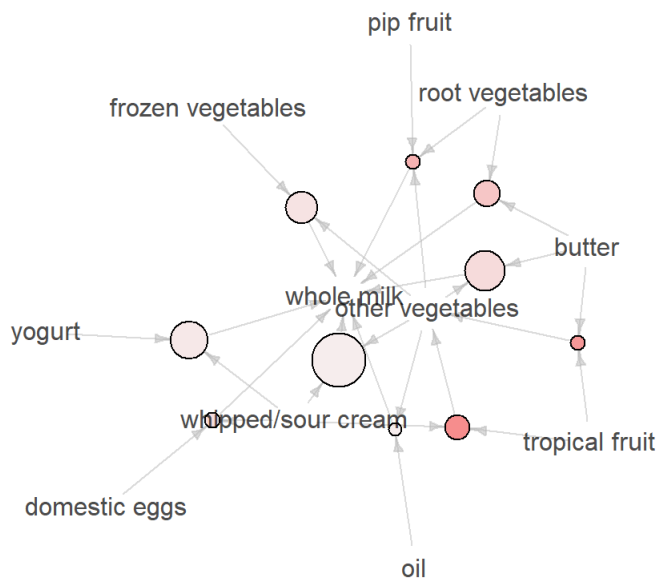 pip fruit
root vegetables
frozen vegetables
butter
whole milk
other vegetables
yogurt
whipped/sour cream
tropical fruit
domestic eggs
oil